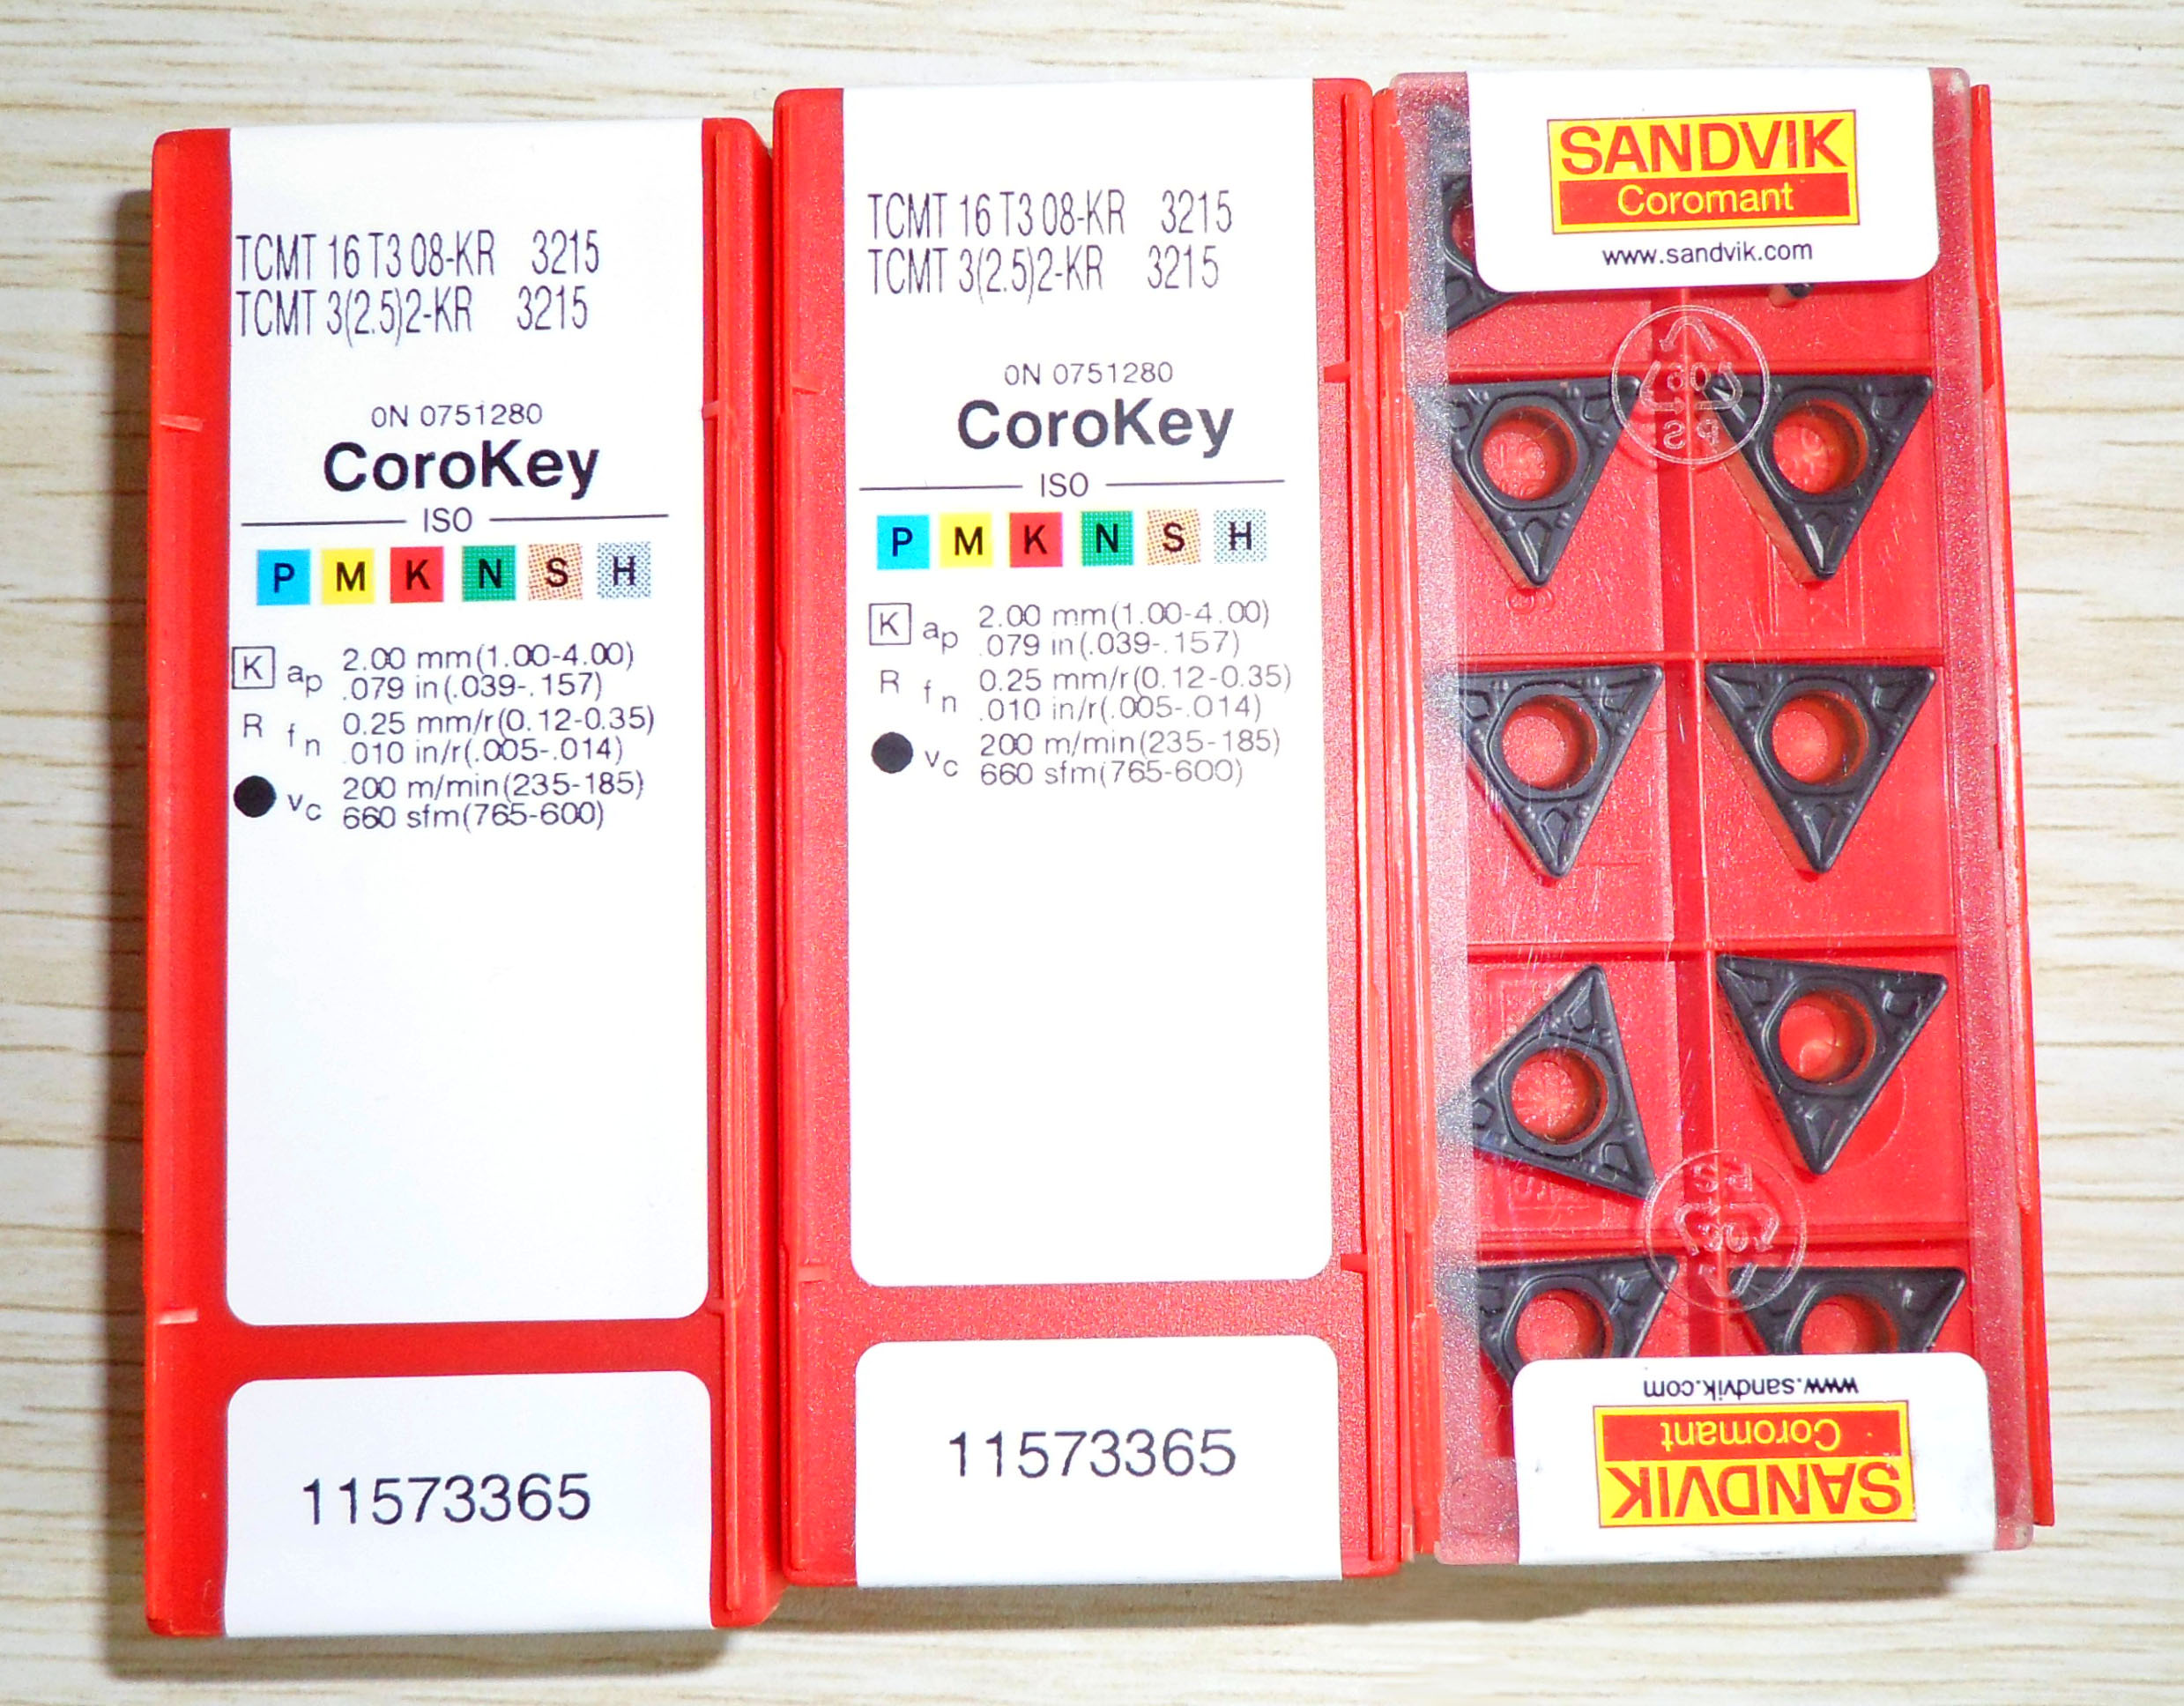 TCMT 16 T3 08-KR 3215
TCMT 3(2.5)2-KR 3215
0N 0751280
CoroKey
ISO
P M K N S H
K ap 2.00 mm(1.00-4.00)
.079 in(.039-.157)
R fn 0.25 mm/r(0.12-0.35)
.010 in/r(.005-.014)
vc 200 m/min(235-185)
660 sfm(765-600)
11573365
TCMT 16 T3 08-KR 3215
TCMT 3(2.5)2-KR 3215
0N 0751280
CoroKey
ISO
P M K N S H
K ap 2.00 mm(1.00-4.00)
.079 in(.039-.157)
R fn 0.25 mm/r(0.12-0.35)
.010 in/r(.005-.014)
vc 200 m/min(235-185)
660 sfm(765-600)
11573365
SANDVIK
Coromant
www.sandvik.com
PS
PS
www.sandvik.com
Coromant
SANDVIK